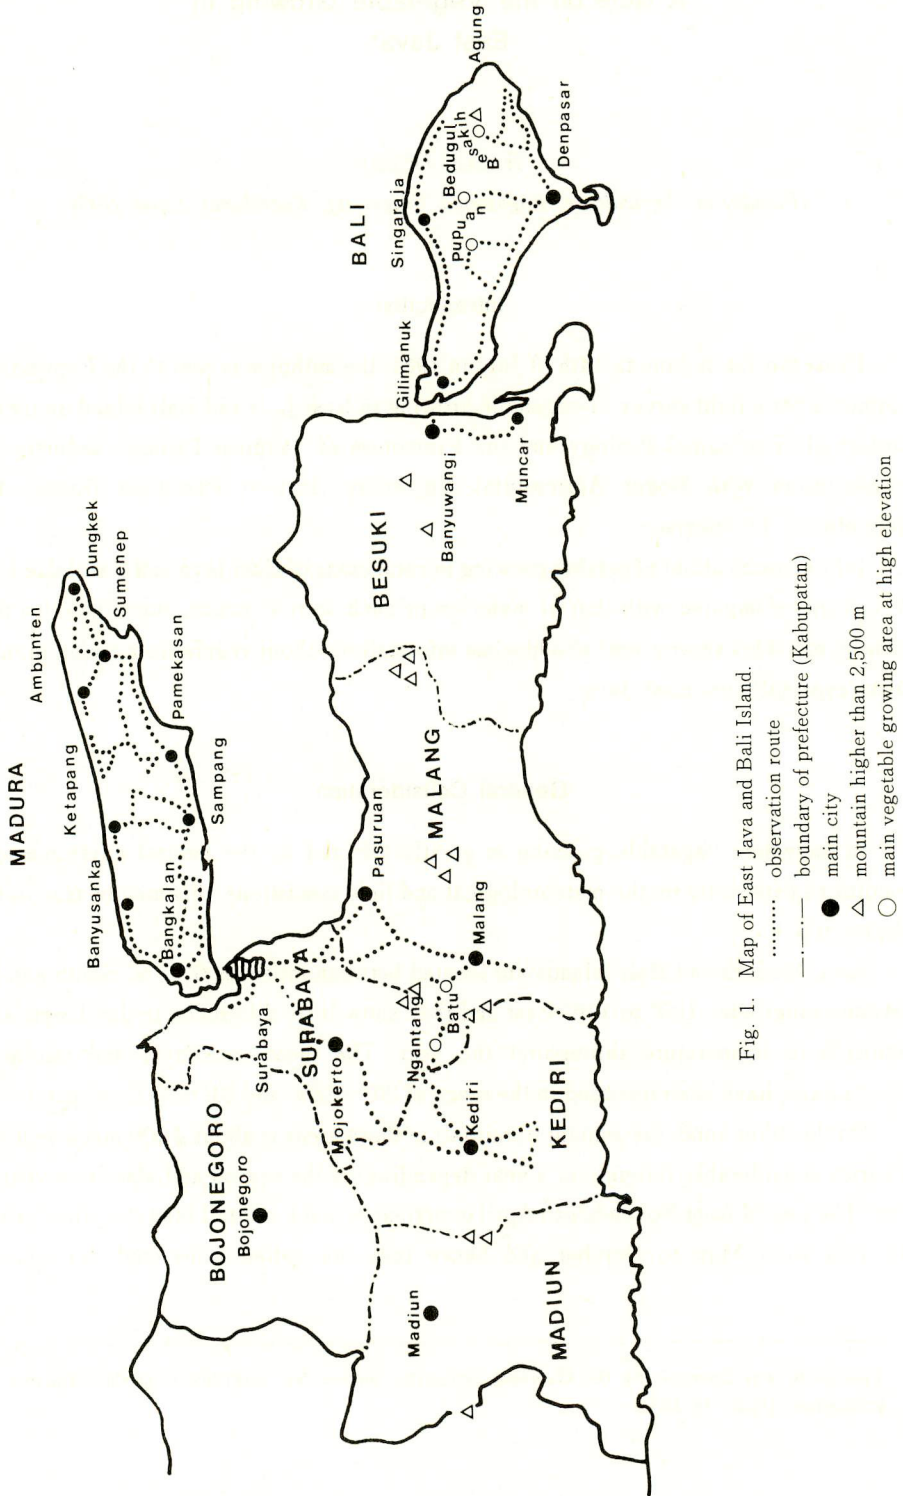 MADURA
Ambunten
Dungkek
Ketapang
Sumenep
Banyusanka
Pamekasan
Bangkalan
Sampang
BALI
Singaraja
Agung
Bedugul
Besakih
Pupuan
Gilimanuk
Denpasar
BESUKI
Banyuwangi
Muncar
Pasuruan
MALANG
Malang
Surabaya
SURABAYA
Mojokerto
Ngantang
Batu
BOJONEGORO
Bojonegoro
Kediri
KEDIRI
Madiun
MADIUN
Fig. 1. Map of East Java and Bali Island.
observation route
boundary of prefecture (Kabupatan)
main city
mountain higher than 2,500 m
main vegetable growing area at high elevation